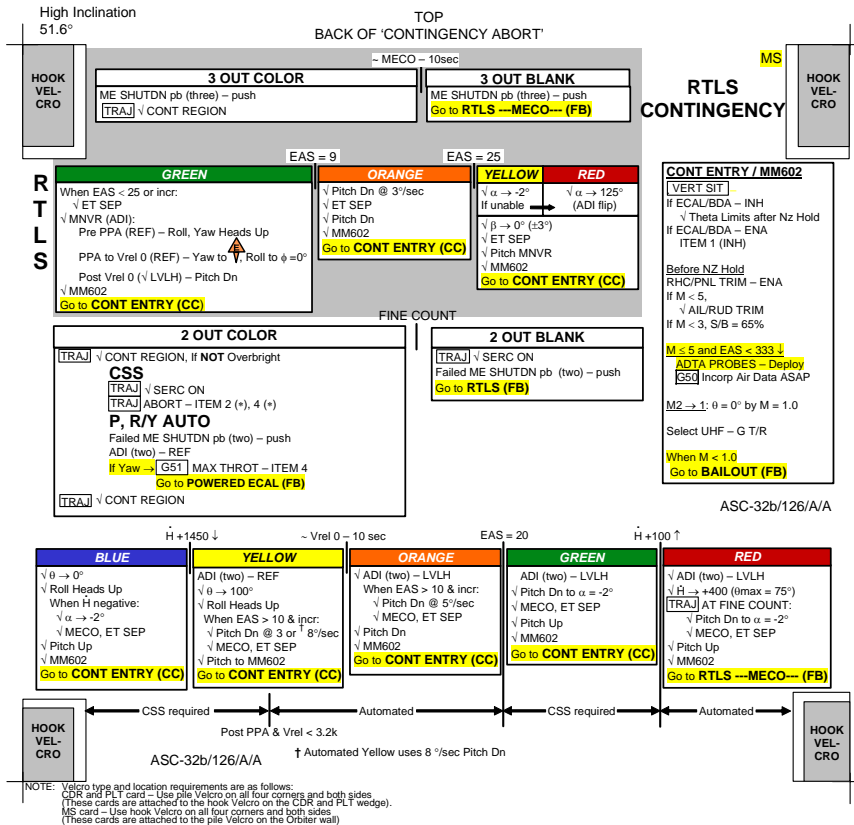 High Inclination
51.6°
TOP
BACK OF 'CONTINGENCY ABORT'
MS
HOOK
VEL-
CRO
HOOK
VEL-
CRO
RTLS
CONTINGENCY
~ MECO – 10sec
3 OUT COLOR
ME SHUTDN pb (three) – push
TRAJ √ CONT REGION
3 OUT BLANK
ME SHUTDN pb (three) – push
Go to RTLS ---MECO--- (FB)
R
T
L
S
EAS = 9
EAS = 25
GREEN
When EAS < 25 or incr:
√ ET SEP
√ MNVR (ADI):
Pre PPA (REF) – Roll, Yaw Heads Up
PPA to Vrel 0 (REF) – Yaw to E, Roll to ϕ =0°
Post Vrel 0 (√ LVLH) – Pitch Dn
√ MM602
Go to CONT ENTRY (CC)
ORANGE
√ Pitch Dn @ 3°/sec
√ ET SEP
√ Pitch Dn
√ MM602
Go to CONT ENTRY (CC)
YELLOW
RED
√ α → -2°
If unable
√ α → 125°
(ADI flip)
√ β → 0° (±3°)
√ ET SEP
√ Pitch MNVR
√ MM602
Go to CONT ENTRY (CC)
CONT ENTRY / MM602
VERT SIT
If ECAL/BDA – INH
√ Theta Limits after Nz Hold
If ECAL/BDA – ENA
ITEM 1 (INH)
Before NZ Hold
RHC/PNL TRIM – ENA
If M < 5,
√ AIL/RUD TRIM
If M < 3, S/B = 65%
M ≤ 5 and EAS < 333 ↓
ADTA PROBES – Deploy
G50 Incorp Air Data ASAP
M2 → 1: θ = 0° by M = 1.0
Select UHF – G T/R
When M < 1.0
Go to BAILOUT (FB)
FINE COUNT
2 OUT COLOR
TRAJ √ CONT REGION, If NOT Overbright
CSS
TRAJ √ SERC ON
TRAJ ABORT – ITEM 2 (∗), 4 (∗)
P, R/Y AUTO
Failed ME SHUTDN pb (two) – push
ADI (two) – REF
If Yaw → G51 MAX THROT – ITEM 4
Go to POWERED ECAL (FB)
TRAJ √ CONT REGION
2 OUT BLANK
TRAJ √ SERC ON
Failed ME SHUTDN pb (two) – push
Go to RTLS (FB)
ASC-32b/126/A/A
Ḣ +1450 ↓
~ Vrel 0 – 10 sec
EAS = 20
Ḣ +100 ↑
BLUE
√ θ → 0°
√ Roll Heads Up
When Ḣ negative:
√ α → -2°
√ MECO, ET SEP
√ Pitch Up
√ MM602
Go to CONT ENTRY (CC)
YELLOW
ADI (two) – REF
√ θ → 100°
√ Roll Heads Up
When EAS > 10 & incr:
√ Pitch Dn @ 3 or † 8°/sec
√ MECO, ET SEP
√ Pitch to MM602
Go to CONT ENTRY (CC)
ORANGE
√ ADI (two) – LVLH
When EAS > 10 & incr:
√ Pitch Dn @ 5°/sec
√ MECO, ET SEP
√ Pitch Dn
√ MM602
Go to CONT ENTRY (CC)
GREEN
ADI (two) – LVLH
√ Pitch Dn to α = -2°
√ MECO, ET SEP
√ Pitch Up
√ MM602
Go to CONT ENTRY (CC)
RED
√ ADI (two) – LVLH
√ Ḣ → +400 (θmax = 75°)
TRAJ AT FINE COUNT:
√ Pitch Dn to α = -2°
√ MECO, ET SEP
√ Pitch Up
√ MM602
Go to RTLS ---MECO--- (FB)
CSS required
Automated
CSS required
Automated
HOOK
VEL-
CRO
HOOK
VEL-
CRO
Post PPA & Vrel < 3.2k
ASC-32b/126/A/A
† Automated Yellow uses 8 °/sec Pitch Dn
NOTE: Velcro type and location requirements are as follows:
CDR and PLT card – Use pile Velcro on all four corners and both sides
(These cards are attached to the hook Velcro on the CDR and PLT wedge).
MS card – Use hook Velcro on all four corners and both sides
(These cards are attached to the pile Velcro on the Orbiter wall)